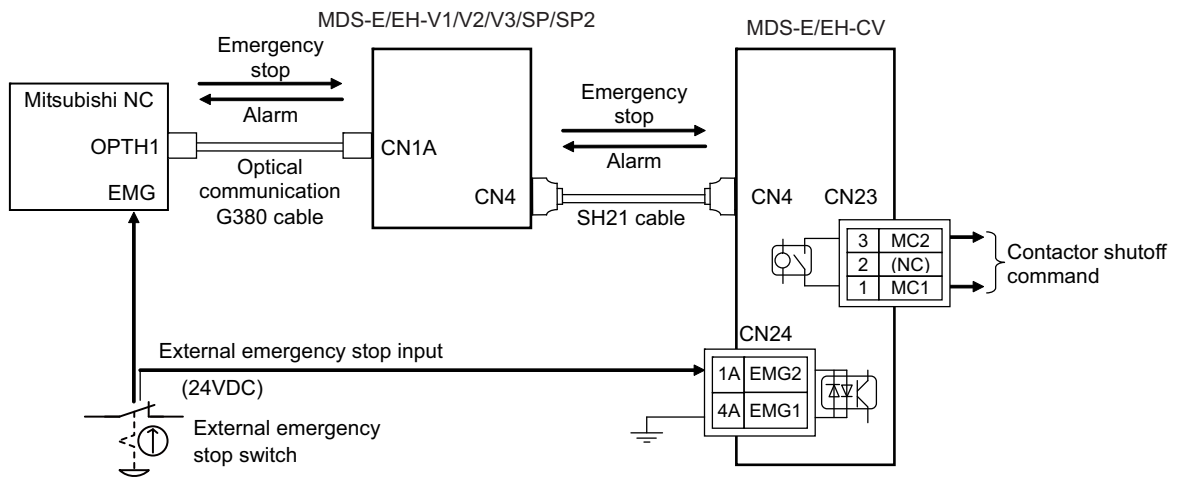 MDS-E/EH-V1/V2/V3/SP/SP2
MDS-E/EH-CV
Emergency
stop
Alarm
Mitsubishi NC
OPTH1
EMG
Optical
communication
G380 cable
CN1A
CN4
Emergency
stop
Alarm
SH21 cable
CN4
CN23
3 MC2
2 (NC)
1 MC1
Contactor shutoff
command
CN24
1A EMG2
4A EMG1
External emergency stop input
(24VDC)
External emergency
stop switch